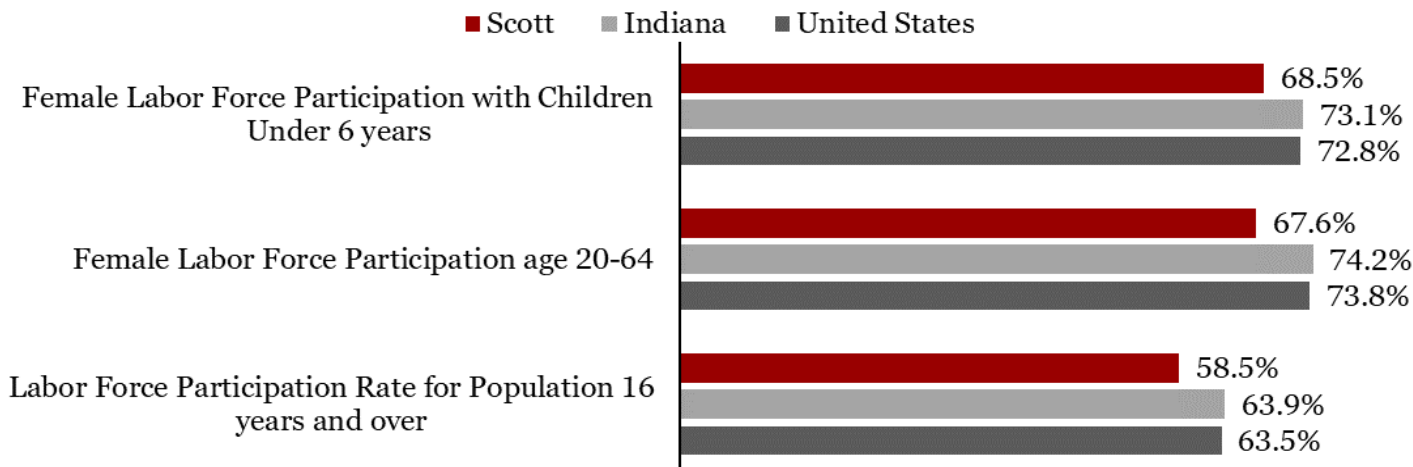 Scott Indiana United States
Female Labor Force Participation with Children
Under 6 years
68.5%
73.1%
72.8%
Female Labor Force Participation age 20-64
67.6%
74.2%
73.8%
Labor Force Participation Rate for Population 16
years and over
58.5%
63.9%
63.5%